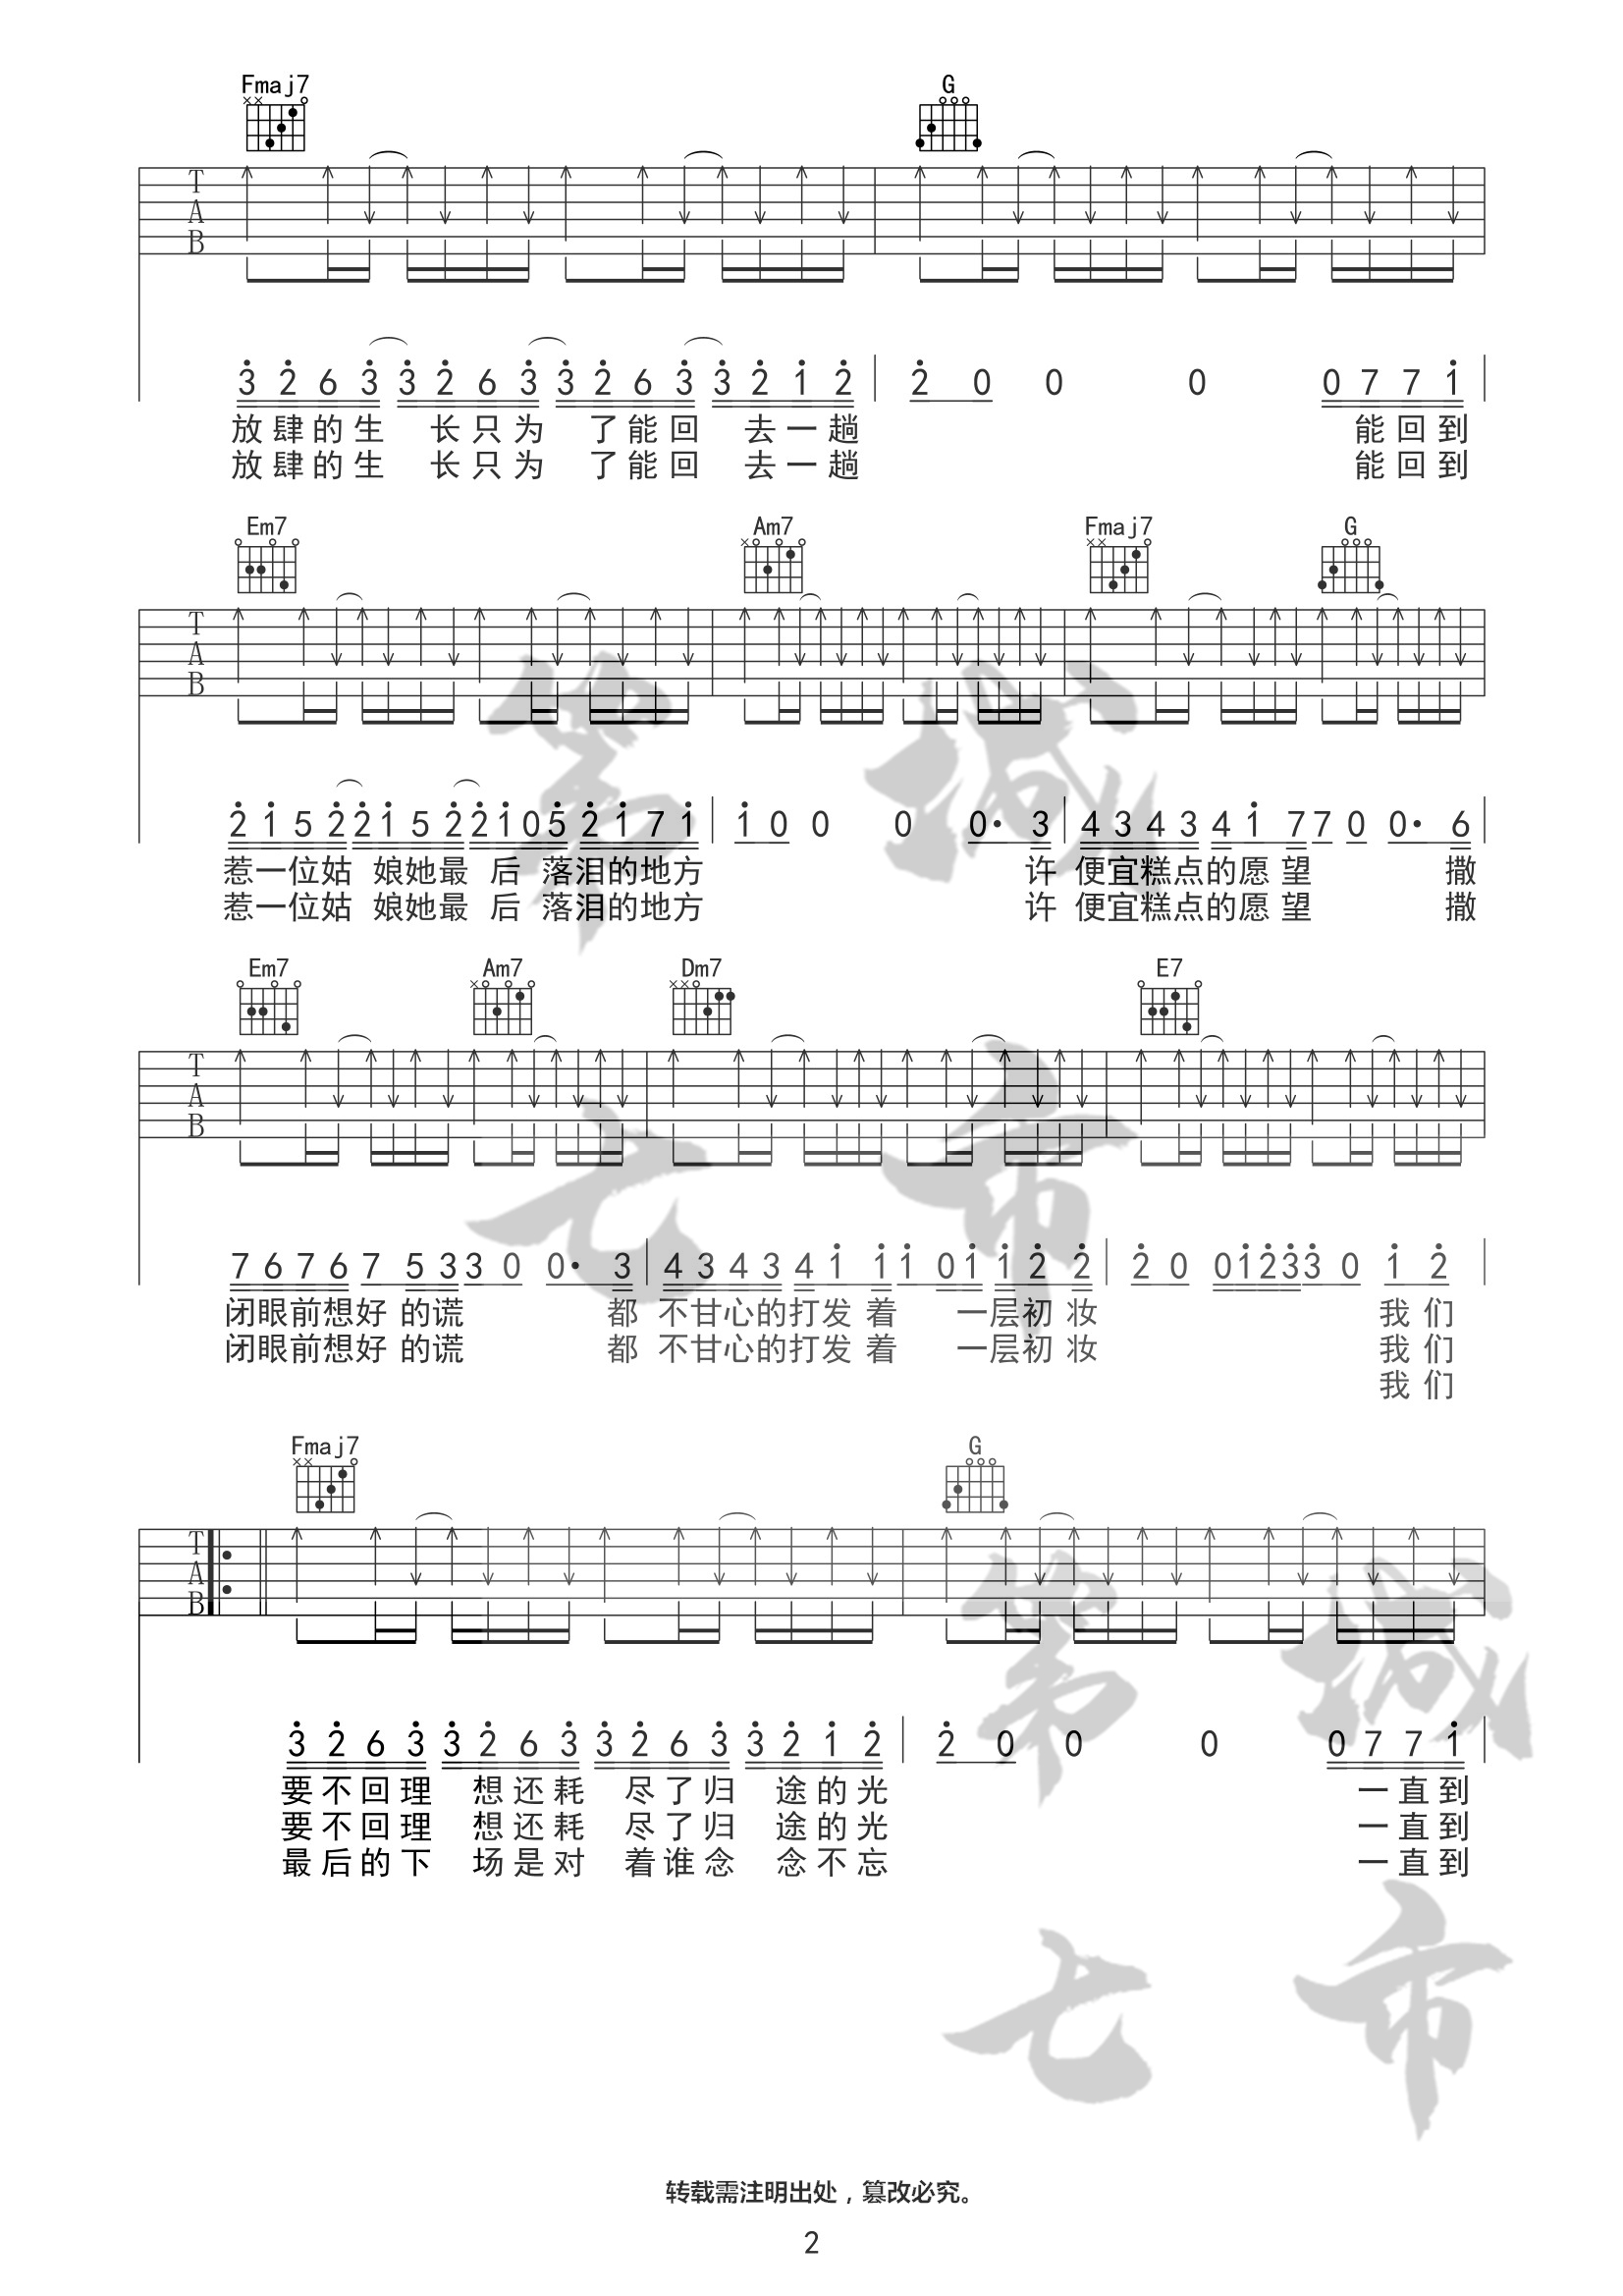 Fmaj7 G
T
A
B
3 2 6 3 3 2 6 3 3 2 6 3 3 2 1 2 2 0 0 0 0 7 7 1
放肆的生 长只为 了能回 去一趟 能回到
放肆的生 长只为 了能回 去一趟 能回到
Em7 Am7 Fmaj7 G
T
A
B
2 1 5 2 2 1 5 2 2 1 0 5 2 1 7 1 1 0 0 0 0· 3 4 3 4 3 4 1 7 7 0 0· 6
惹一位姑 娘她最 后 落泪的地方 许 便宜糕点的愿望 撒
惹一位姑 娘她最 后 落泪的地方 许 便宜糕点的愿望 撒
Em7 Am7 Dm7 E7
T
A
B
7 6 7 6 7 5 3 3 0 0· 3 4 3 4 3 4 1 1 1 0 1 1 2 2 2 0 0 1 2 3 3 0 1 2
闭眼前想好 的谎 都 不甘心的打发着 一层初妆 我们
闭眼前想好 的谎 都 不甘心的打发着 一层初妆 我们
我们
Fmaj7 G
T
A
B
3 2 6 3 3 2 6 3 3 2 6 3 3 2 1 2 2 0 0 0 0 7 7 1
要不回理 想还耗 尽了归 途的光 一直到
要不回理 想还耗 尽了归 途的光 一直到
最后的下 场是对 着谁念 念不忘 一直到
第 城
七 市
第 城
七 市
转载需注明出处，篡改必究。
2